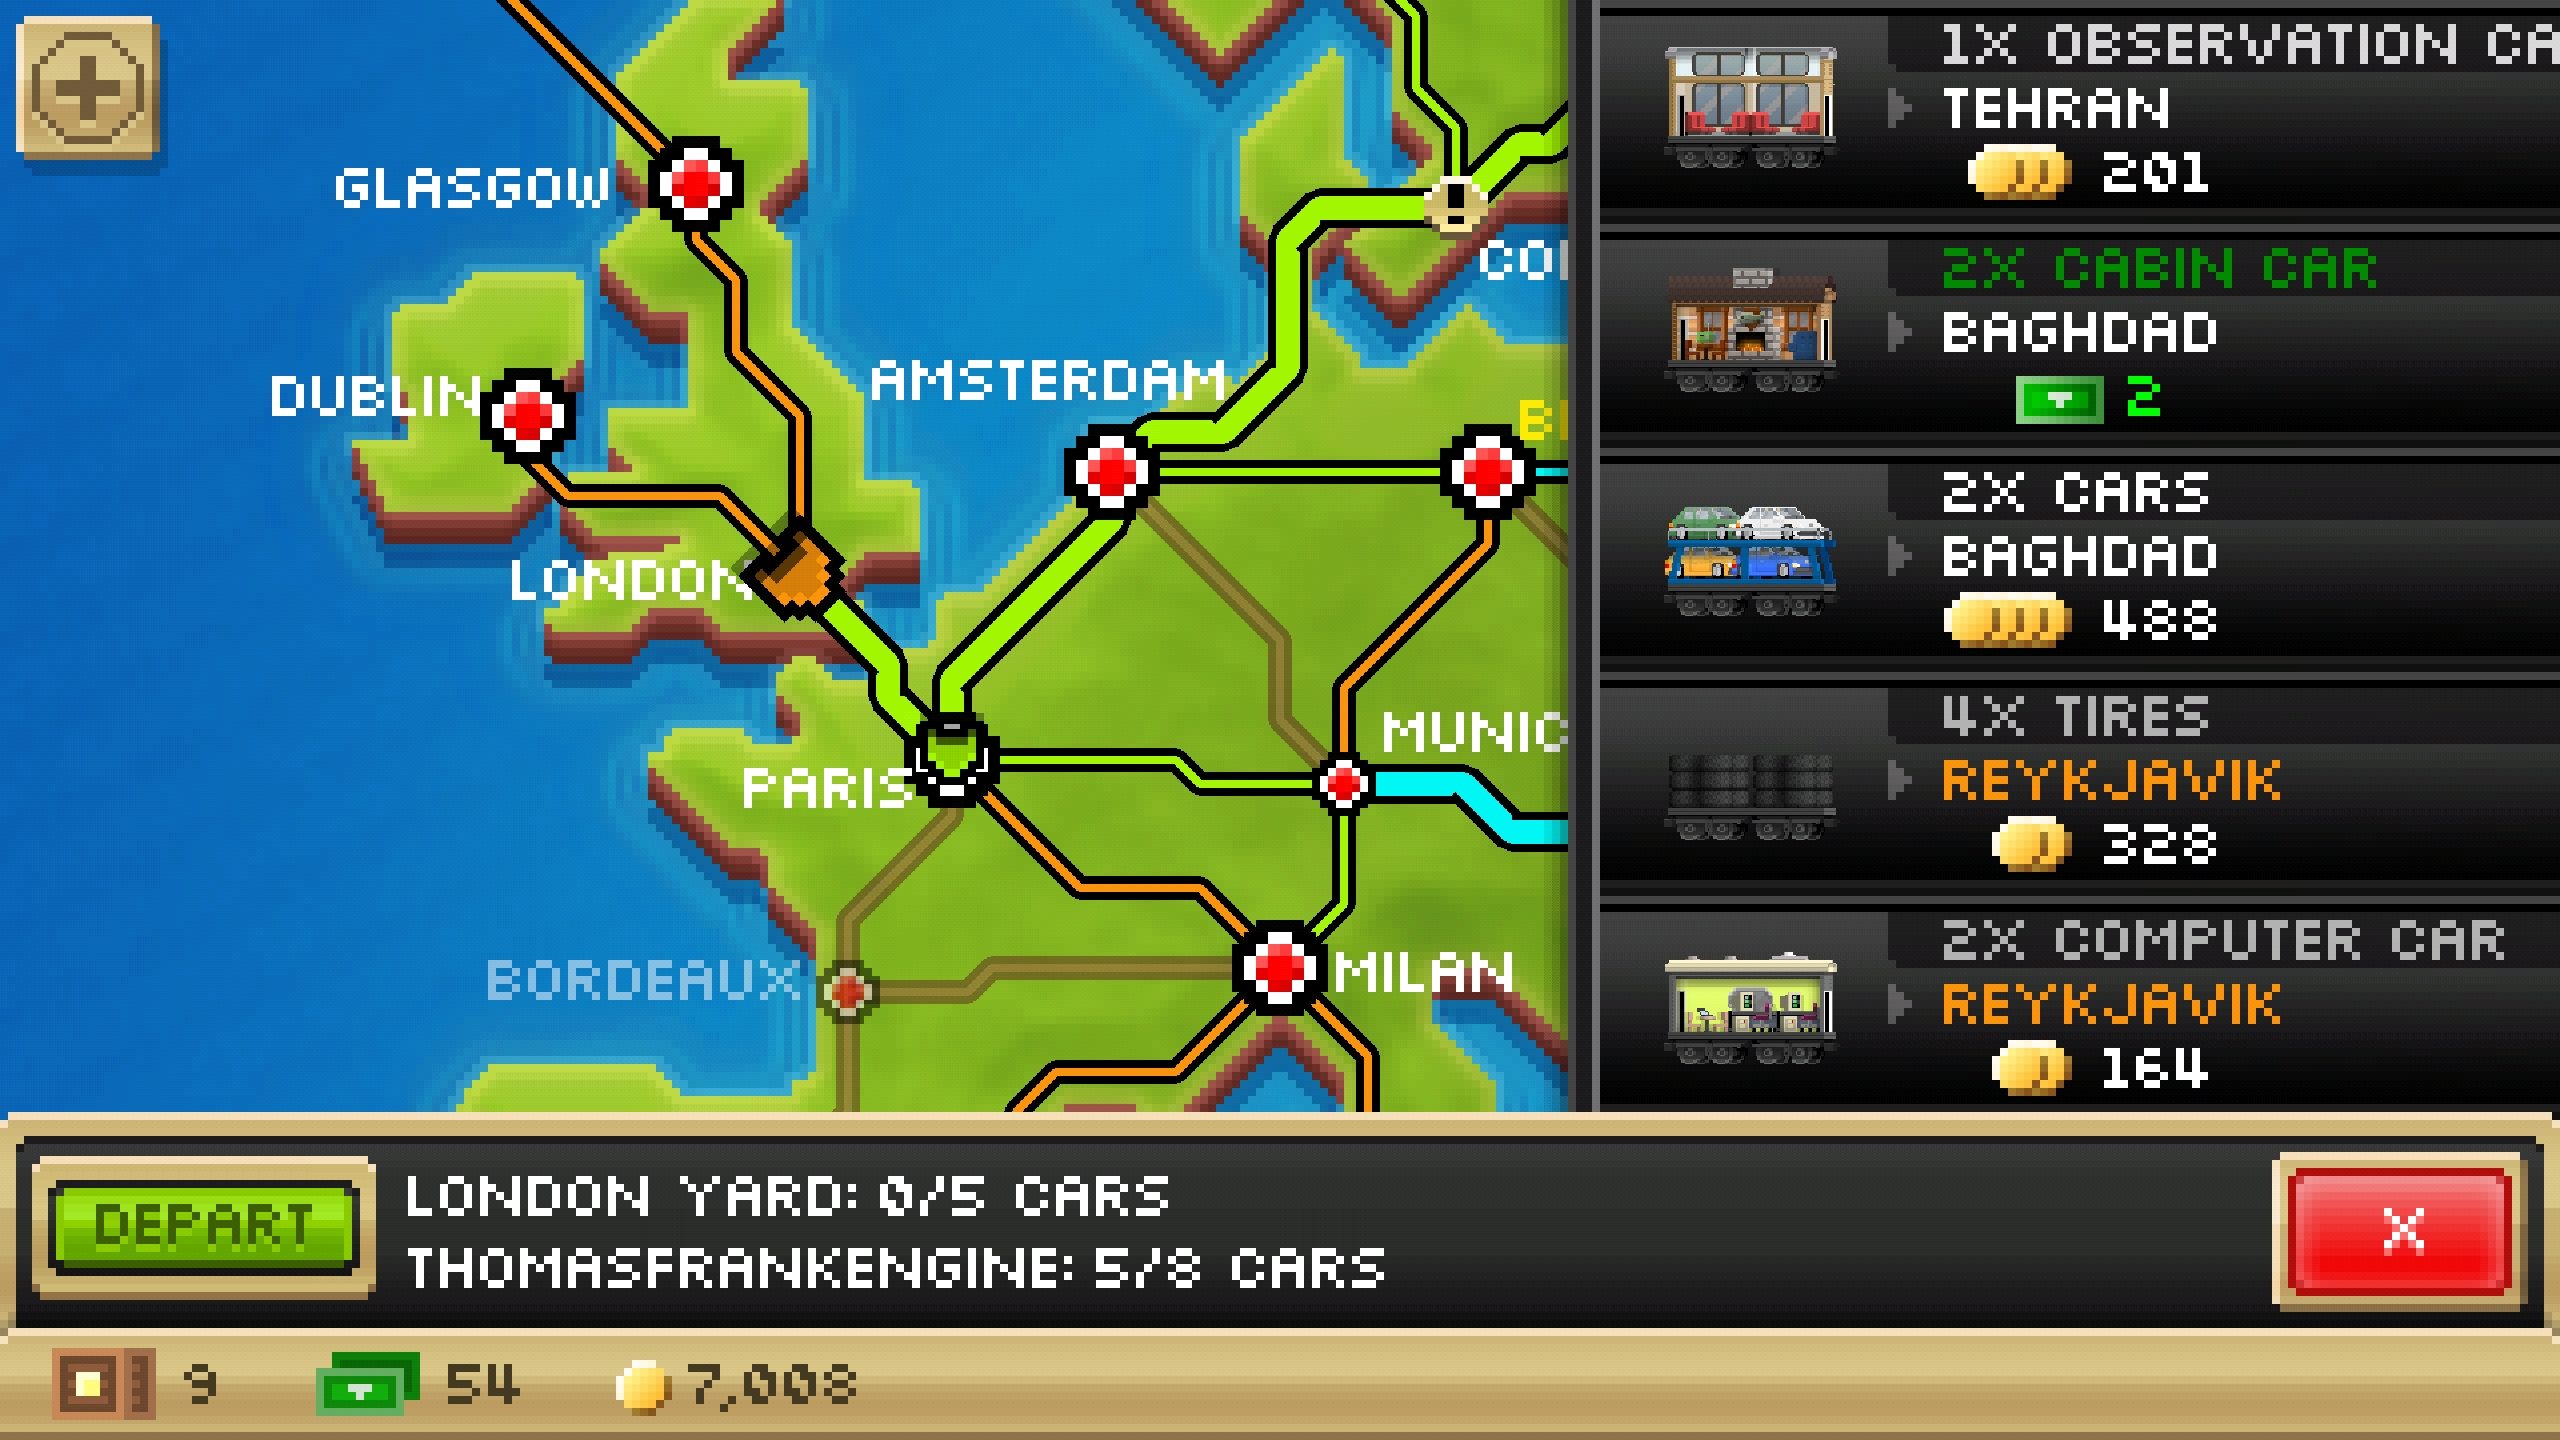 GLASGOW
DUBLIN
AMSTERDAM
LONDON
PARIS
MUNIC
BORDEAUX
MILAN
1X OBSERVATION CA
TEHRAN
201
2X CABIN CAR
BAGHDAD
2
2X CARS
BAGHDAD
488
4X TIRES
REYKJAVIK
328
2X COMPUTER CAR
REYKJAVIK
164
DEPART
LONDON YARD: 0/5 CARS
THOMASFRANKENGINE: 5/8 CARS
X
9
54
7,008